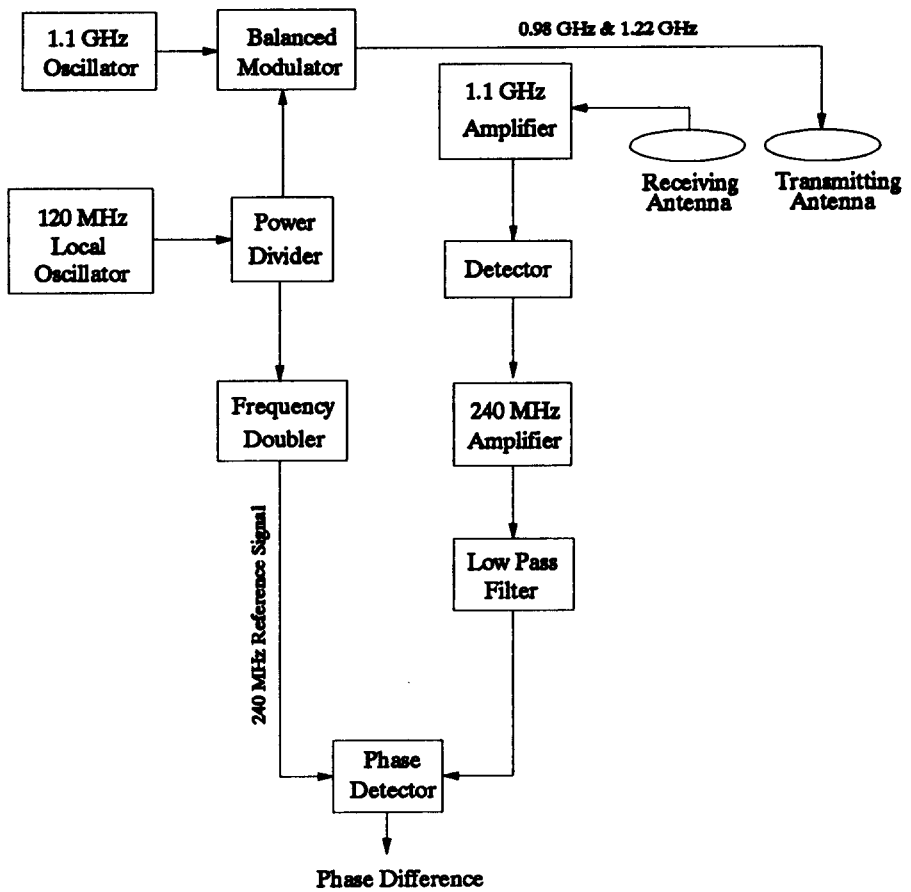 0.98 GHz & 1.22 GHz
1.1 GHz
Oscillator
Balanced
Modulator
1.1 GHz
Amplifier
Receiving
Antenna
Transmitting
Antenna
120 MHz
Local
Oscillator
Power
Divider
Detector
Frequency
Doubler
240 MHz
Amplifier
240 MHz Reference Signal
Low Pass
Filter
Phase
Detector
Phase Difference